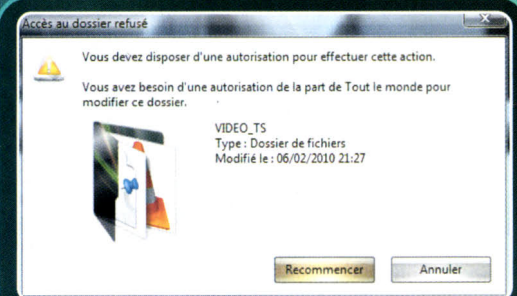 Accès au dossier refusé
X
Vous devez disposer d'une autorisation pour effectuer cette action.
Vous avez besoin d'une autorisation de la part de Tout le monde pour
modifier ce dossier.
VIDEO_TS
Type : Dossier de fichiers
Modifié le : 06/02/2010 21:27
Recommencer
Annuler